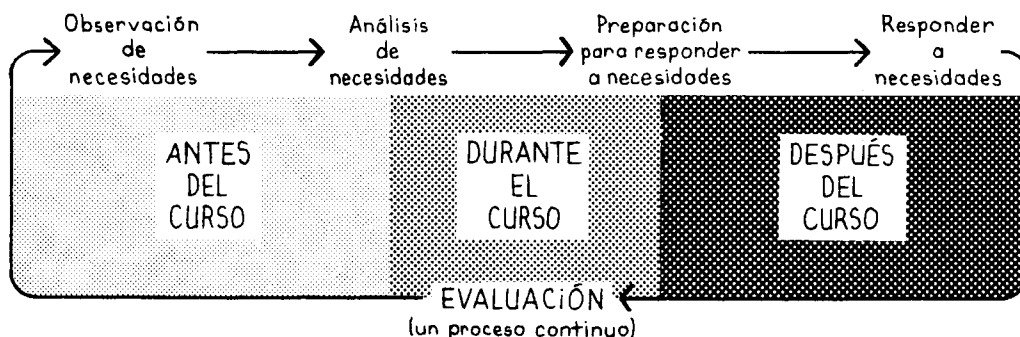 Observación
de
necesidades
Análisis
de
necesidades
Preparación
para responder
a necesidades
Responder
a
necesidades
ANTES
DEL
CURSO
DURANTE
EL
CURSO
DESPUÉS
DEL
CURSO
EVALUACiÓN
(un proceso continuo)